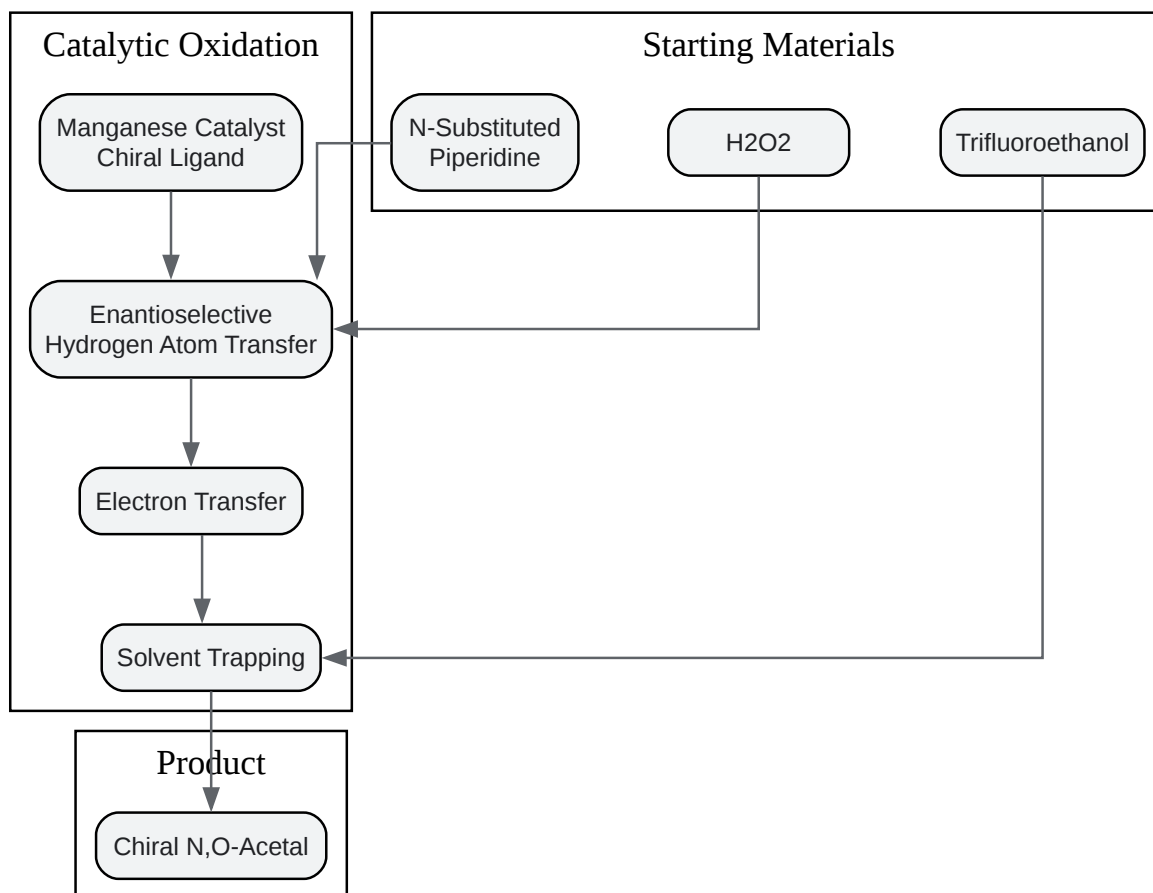 Catalytic Oxidation
Manganese Catalyst
Chiral Ligand
Enantioselective
Hydrogen Atom Transfer
Electron Transfer
Solvent Trapping
Starting Materials
N-Substituted
Piperidine
H2O2
Trifluoroethanol
Product
Chiral N,O-Acetal